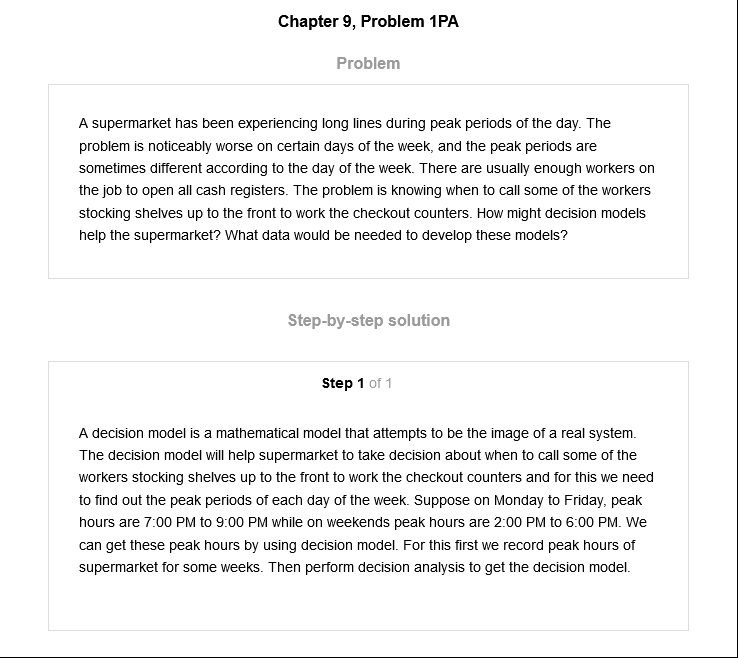 Chapter 9, Problem 1PA
Problem
A supermarket has been experiencing long lines during peak periods of the day. The
problem is noticeably worse on certain days of the week, and the peak periods are
sometimes different according to the day of the week. There are usually enough workers on
the job to open all cash registers. The problem is knowing when to call some of the workers
stocking shelves up to the front to work the checkout counters. How might decision models
help the supermarket? What data would be needed to develop these models?
Step-by-step solution
Step 1 of 1
A decision model is a mathematical model that attempts to be the image of a real system.
The decision model will help supermarket to take decision about when to call some of the
workers stocking shelves up to the front to work the checkout counters and for this we need
to find out the peak periods of each day of the week. Suppose on Monday to Friday, peak
hours are 7:00 PM to 9:00 PM while on weekends peak hours are 2:00 PM to 6:00 PM. We
can get these peak hours by using decision model. For this first we record peak hours of
supermarket for some weeks. Then perform decision analysis to get the decision model.